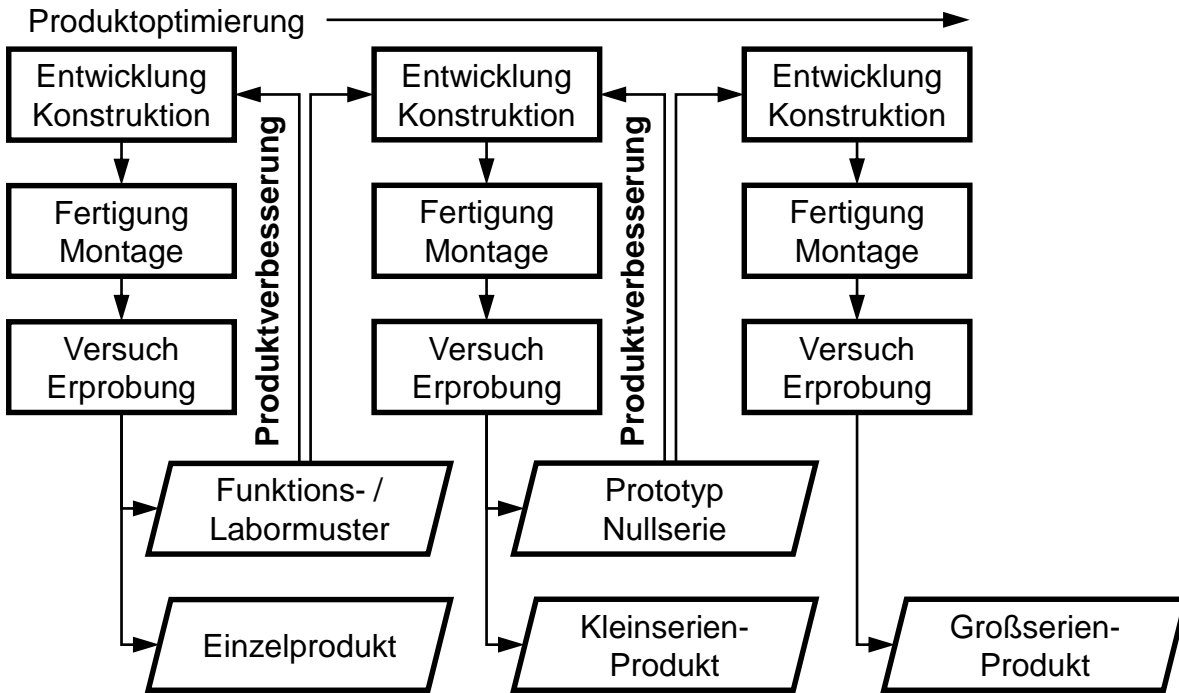 Produktoptimierung
Entwicklung
Konstruktion
Fertigung
Montage
Versuch
Erprobung
Produktverbesserung
Funktions- /
Labormuster
Einzelprodukt
Entwicklung
Konstruktion
Fertigung
Montage
Versuch
Erprobung
Produktverbesserung
Prototyp
Nullserie
Kleinserien-
Produkt
Entwicklung
Konstruktion
Fertigung
Montage
Versuch
Erprobung
Großserien-
Produkt